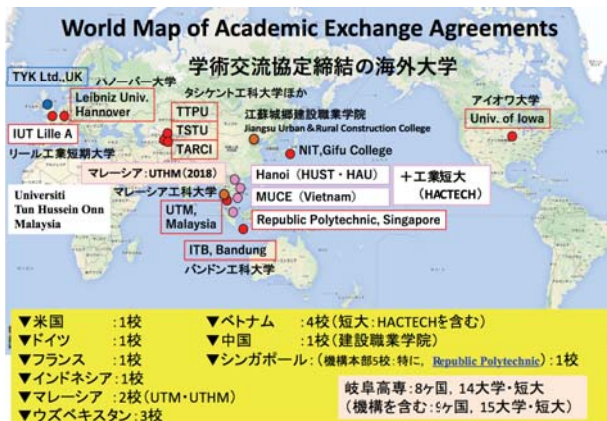 World Map of Academic Exchange Agreements
学術交流協定締結の海外大学
TYK Ltd.,UK
ハノーバー大学
Leibniz Univ.
Hannover
IUT Lille A
リール工業短期大学
タシケント工科大学ほか
TTPU
TSTU
TARCI
江蘇城郷建設職業学院
Jiangsu Urban &Rural Construction College
NIT,Gifu College
アイオワ大学
Univ. of Iowa
マレーシア:UTHM(2018)
マレーシア工科大学
Universiti
Tun Hussein Onn
Malaysia
UTM,
Malaysia
Hanoi(HUST・HAU)
MUCE(Vietnam)
+工業短大
(HACTECH)
Republic Polytechnic, Singapore
ITB, Bandung
バンドン工科大学
▼米国 :1校
▼ドイツ :1校
▼フランス :1校
▼インドネシア:1校
▼マレーシア :2校(UTM・UTHM)
▼ウズベキスタン:3校
▼ベトナム :4校(短大:HACTECHを含む)
▼中国 :1校(建設職業学院)
▼シンガポール:(機構本部5校:特に, Republic Polytechnic):1校
岐阜高専:8ケ国, 14大学・短大
(機構を含む:9ケ国, 15大学・短大)